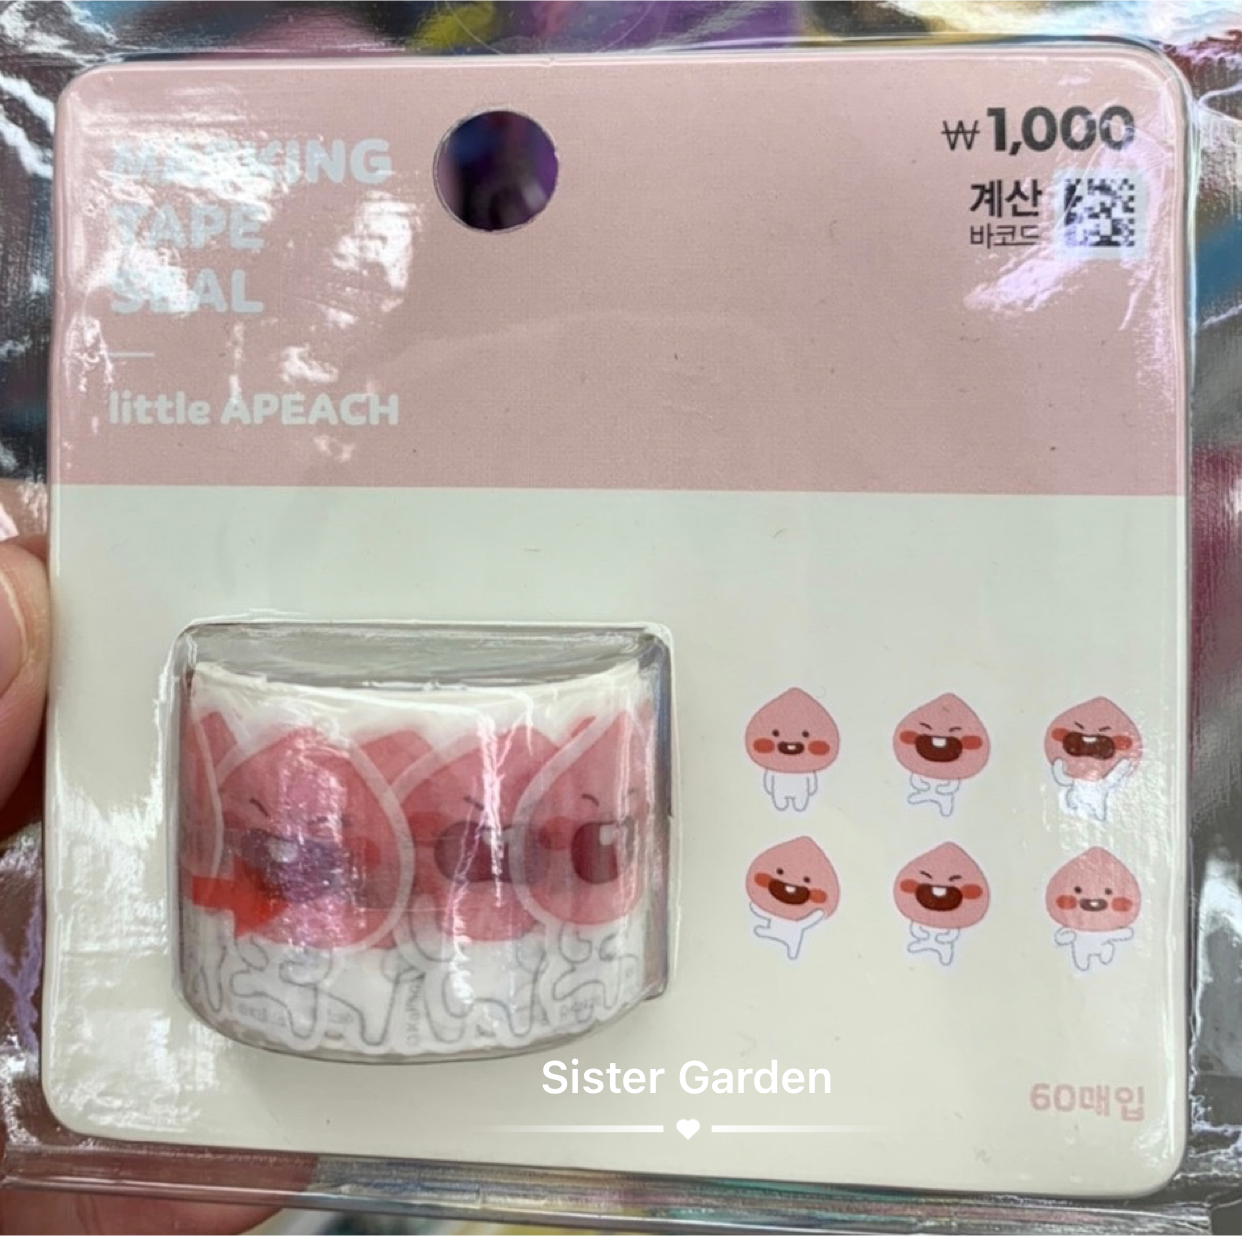 MASKING
TAPE
SEAL
little APEACH
₩1,000
계산
바코드
Sister Garden
60매입